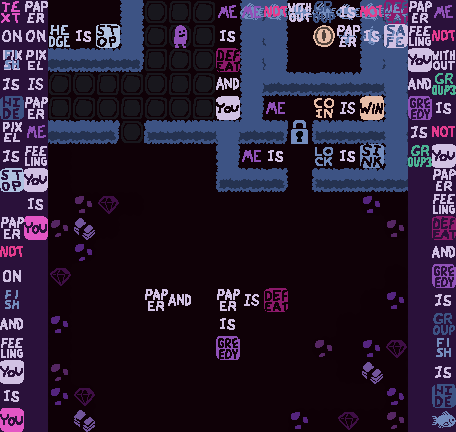 TEXT PAPER ME NOT WITHOUT IS PAPER ME
ON ON HEDGE IS STOP IS PAPER IS SAFE ME NOT
PIXEL DEFEAT YOU WITHOUT
IS IS AND AND GROUP3
HIDE PAPER YOU ME COIN IS WIN GREEDY IS
PIXEL ME IS NOT
IS FEELING ME IS LOCK IS SINK GROUP3 YOU
STOP YOU PAPER
IS FEELING
PAPER YOU DEFEAT
NOT AND
ON GREEDY
FISH PAPER AND PAPER IS DEFEAT IS
AND IS GROUP
FEELING GREEDY FISH
YOU IS
IS HIDE
YOU